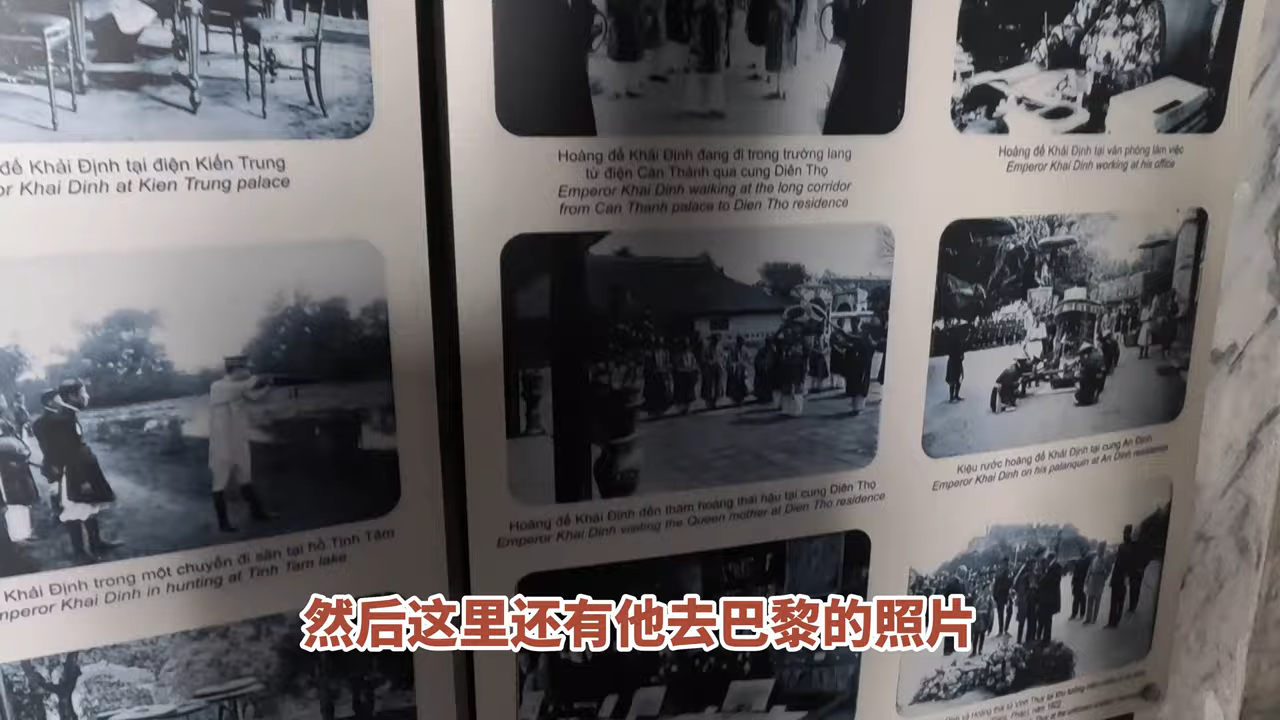 đế Khải Định tại điện Kiến Trung
or Khai Dinh at Kien Trung palace
Hoàng đế Khải Định đang đi trong trường lang
từ điện Càn Thành qua cung Diên Thọ
Emperor Khai Dinh walking at the long corridor
from Can Thanh palace to Dien Tho residence
Hoàng đế Khải Định tại văn phòng làm việc
Emperor Khai Dinh working at his office
Khải Định trong một chuyến đi săn tại hồ Tịnh Tâm
mperor Khai Dinh in hunting at Tinh Tam lake
Hoàng đế Khải Định đến thăm hoàng thái hậu tại cung Diên Thọ
Emperor Khai Dinh visiting the Queen mother at Dien Tho residence
Kiệu rước hoàng đế Khải Định tại cung An Định
Emperor Khai Dinh on his palanquin at An Dinh residence
然后这里还有他去巴黎的照片